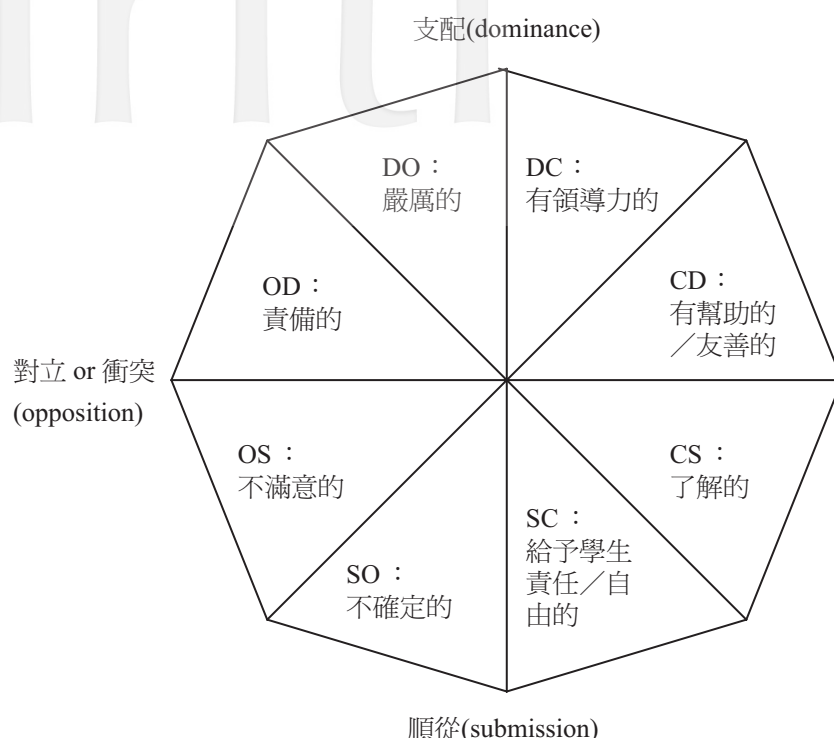 支配(dominance)
DO：
嚴厲的
DC：
有領導力的
OD：
責備的
CD：
有幫助的
／友善的
對立 or 衝突
(opposition)
OS：
不滿意的
CS：
了解的
SC：
給予學生
責任／自
由的
SO：
不確定的
順從(submission)